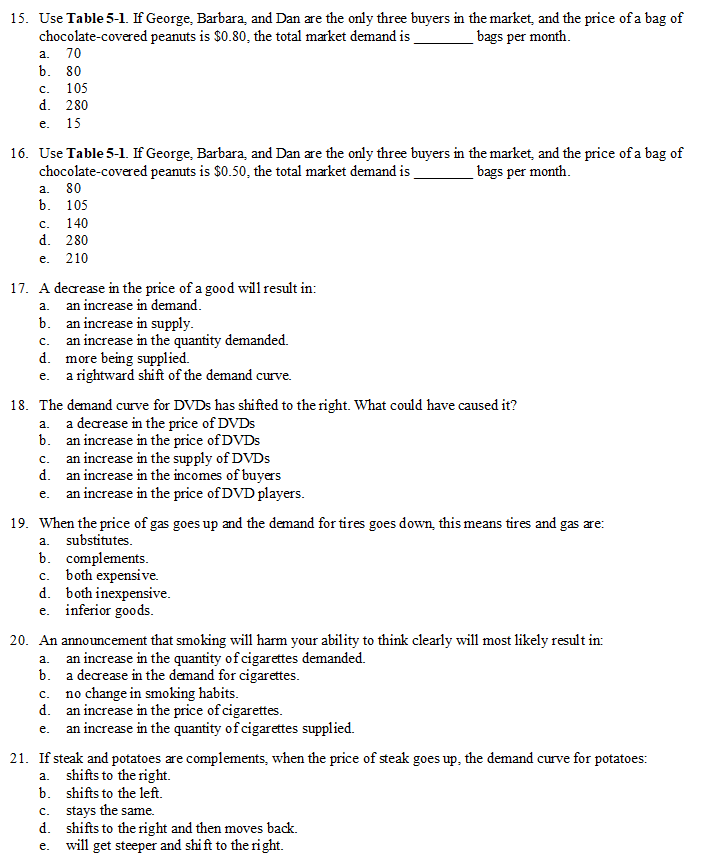 15. Use Table 5-1. If George, Barbara, and Dan are the only three buyers in the market, and the price of a bag of
chocolate-covered peanuts is $0.80, the total market demand is ________ bags per month.
a. 70
b. 80
c. 105
d. 280
e. 15
16. Use Table 5-1. If George, Barbara, and Dan are the only three buyers in the market, and the price of a bag of
chocolate-covered peanuts is $0.50, the total market demand is ________ bags per month.
a. 80
b. 105
c. 140
d. 280
e. 210
17. A decrease in the price of a good will result in:
a. an increase in demand.
b. an increase in supply.
c. an increase in the quantity demanded.
d. more being supplied.
e. a rightward shift of the demand curve.
18. The demand curve for DVDs has shifted to the right. What could have caused it?
a. a decrease in the price of DVDs
b. an increase in the price of DVDs
c. an increase in the supply of DVDs
d. an increase in the incomes of buyers
e. an increase in the price of DVD players.
19. When the price of gas goes up and the demand for tires goes down, this means tires and gas are:
a. substitutes.
b. complements.
c. both expensive.
d. both inexpensive.
e. inferior goods.
20. An announcement that smoking will harm your ability to think clearly will most likely result in:
a. an increase in the quantity of cigarettes demanded.
b. a decrease in the demand for cigarettes.
c. no change in smoking habits.
d. an increase in the price of cigarettes.
e. an increase in the quantity of cigarettes supplied.
21. If steak and potatoes are complements, when the price of steak goes up, the demand curve for potatoes:
a. shifts to the right.
b. shifts to the left.
c. stays the same.
d. shifts to the right and then moves back.
e. will get steeper and shift to the right.